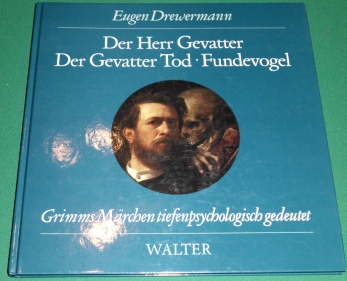 Eugen Drewermann
Der Herr Gevatter
Der Gevatter Tod · Fundevogel
Grimms Märchen tiefenpsychologisch gedeutet
WALTER